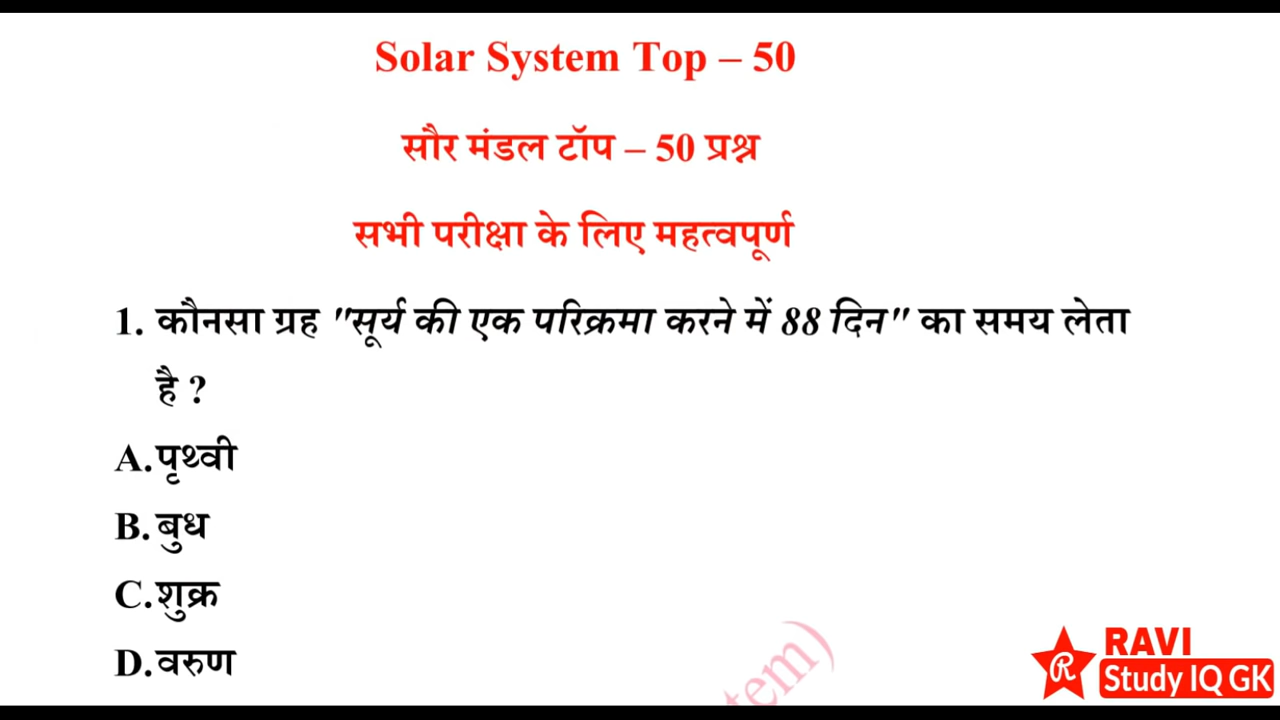 Solar System Top – 50
सौर मंडल टॉप – 50 प्रश्न
सभी परीक्षा के लिए महत्वपूर्ण
1. कौनसा ग्रह "सूर्य की एक परिक्रमा करने में 88 दिन" का समय लेता
है ?
A.पृथ्वी
B.बुध
C.शुक्र
D.वरुण
R
RAVI
Study IQ GK